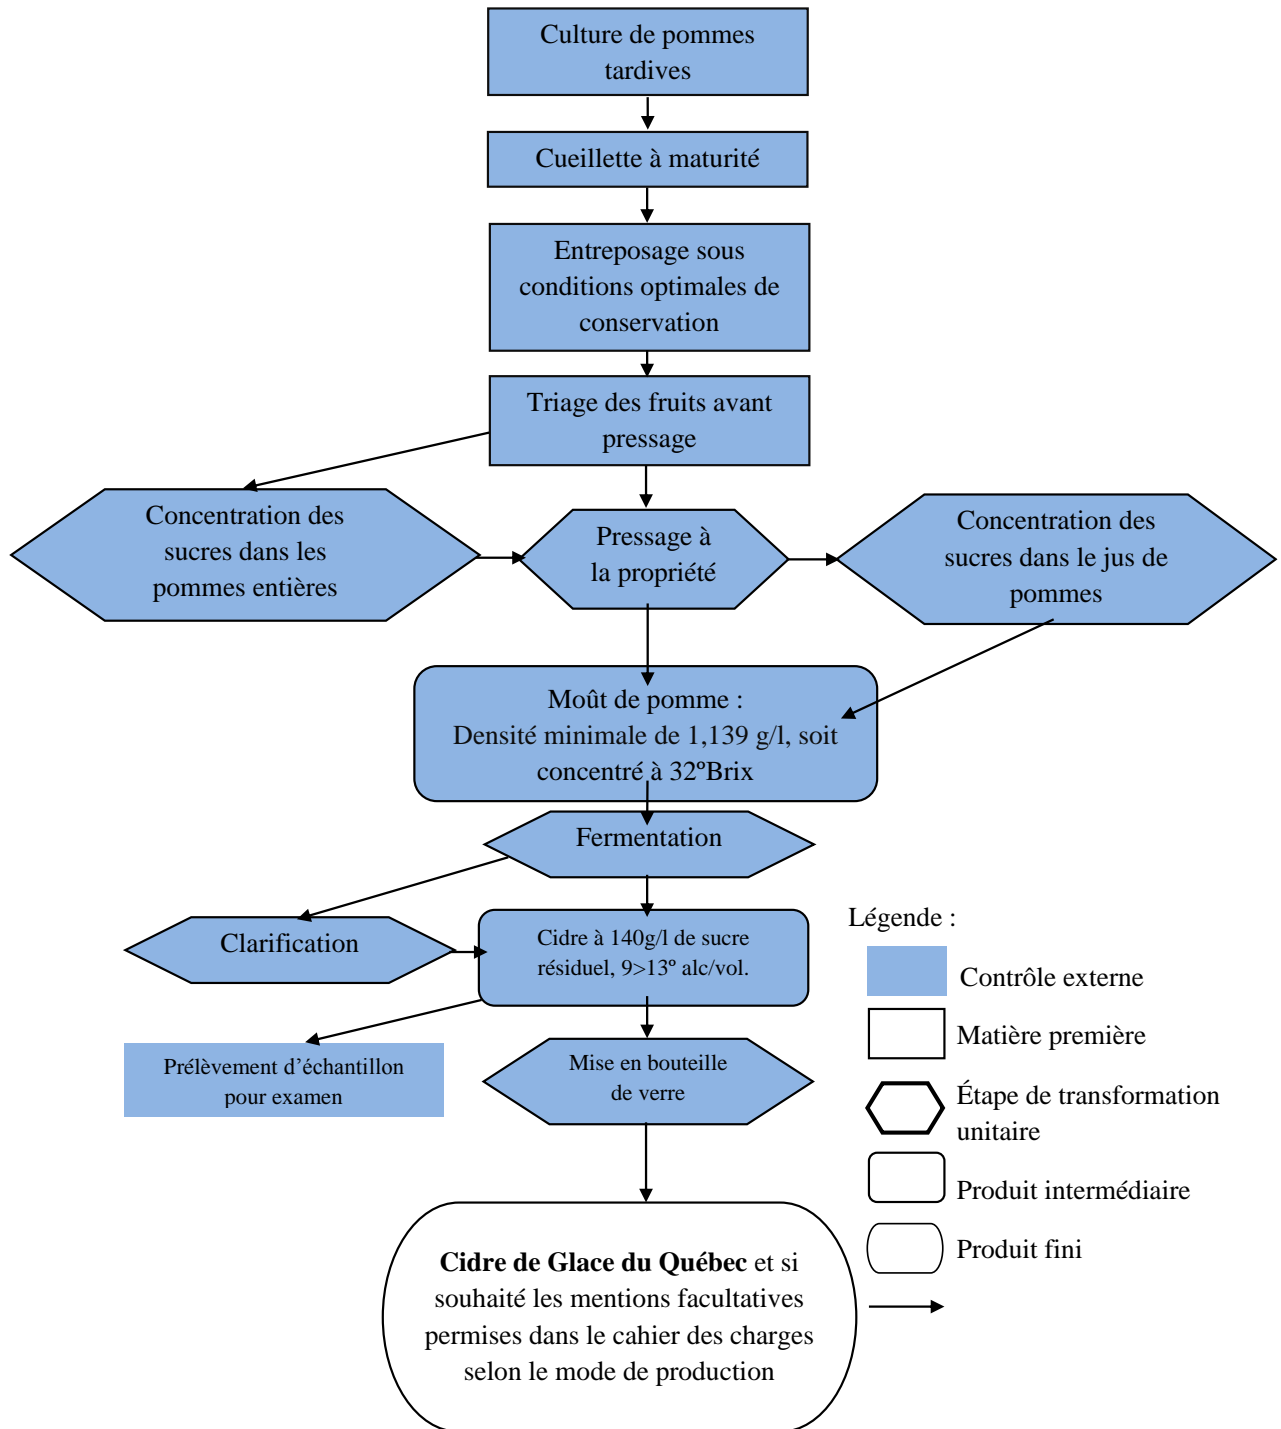 Culture de pommes
tardives
Cueillette à maturité
Entreposage sous
conditions optimales de
conservation
Triage des fruits avant
pressage
Concentration des
sucres dans les
pommes entières
Pressage à
la propriété
Concentration des
sucres dans le jus de
pommes
Moût de pomme :
Densité minimale de 1,139 g/l, soit
concentré à 32ºBrix
Fermentation
Clarification
Cidre à 140g/l de sucre
résiduel, 9>13º alc/vol.
Prélèvement d’échantillon
pour examen
Mise en bouteille
de verre
Cidre de Glace du Québec et si
souhaité les mentions facultatives
permises dans le cahier des charges
selon le mode de production
Légende :
Contrôle externe
Matière première
Étape de transformation
unitaire
Produit intermédiaire
Produit fini